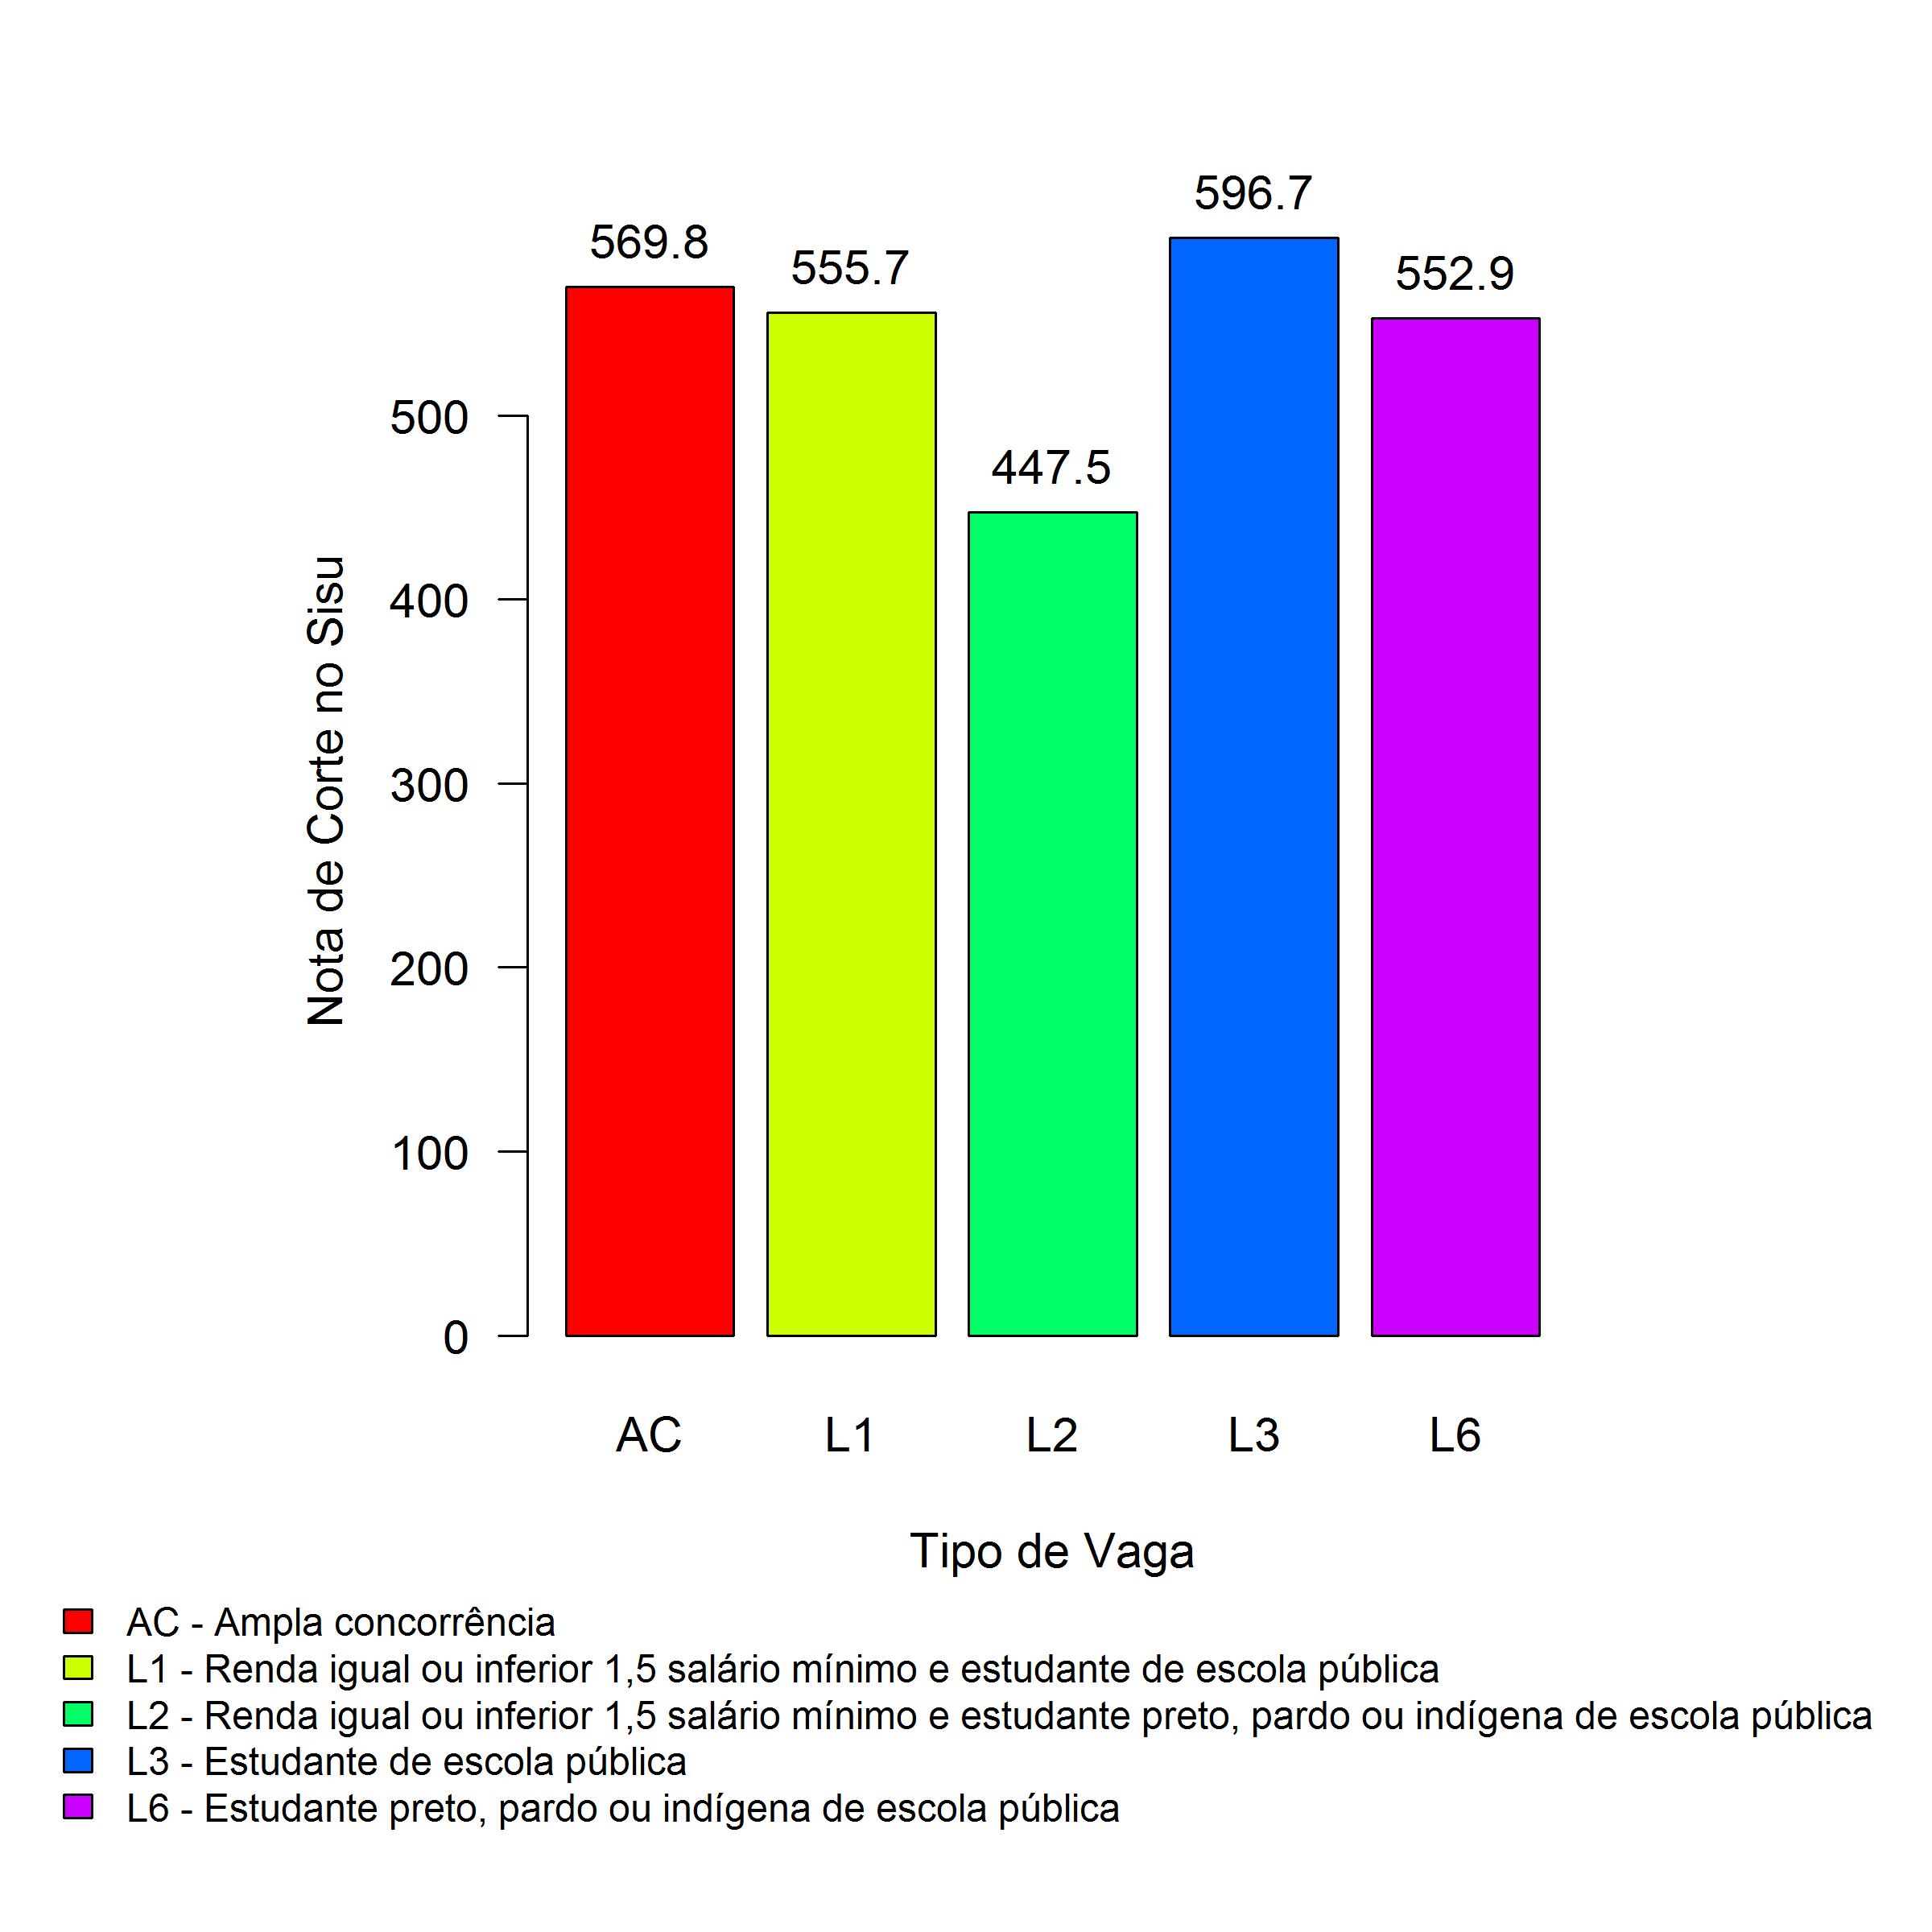 596.7
569.8
555.7
552.9
447.5
500
400
300
200
100
0
Nota de Corte no Sisu
AC L1 L2 L3 L6
Tipo de Vaga
AC - Ampla concorrência
L1 - Renda igual ou inferior 1,5 salário mínimo e estudante de escola pública
L2 - Renda igual ou inferior 1,5 salário mínimo e estudante preto, pardo ou indígena de escola pública
L3 - Estudante de escola pública
L6 - Estudante preto, pardo ou indígena de escola pública